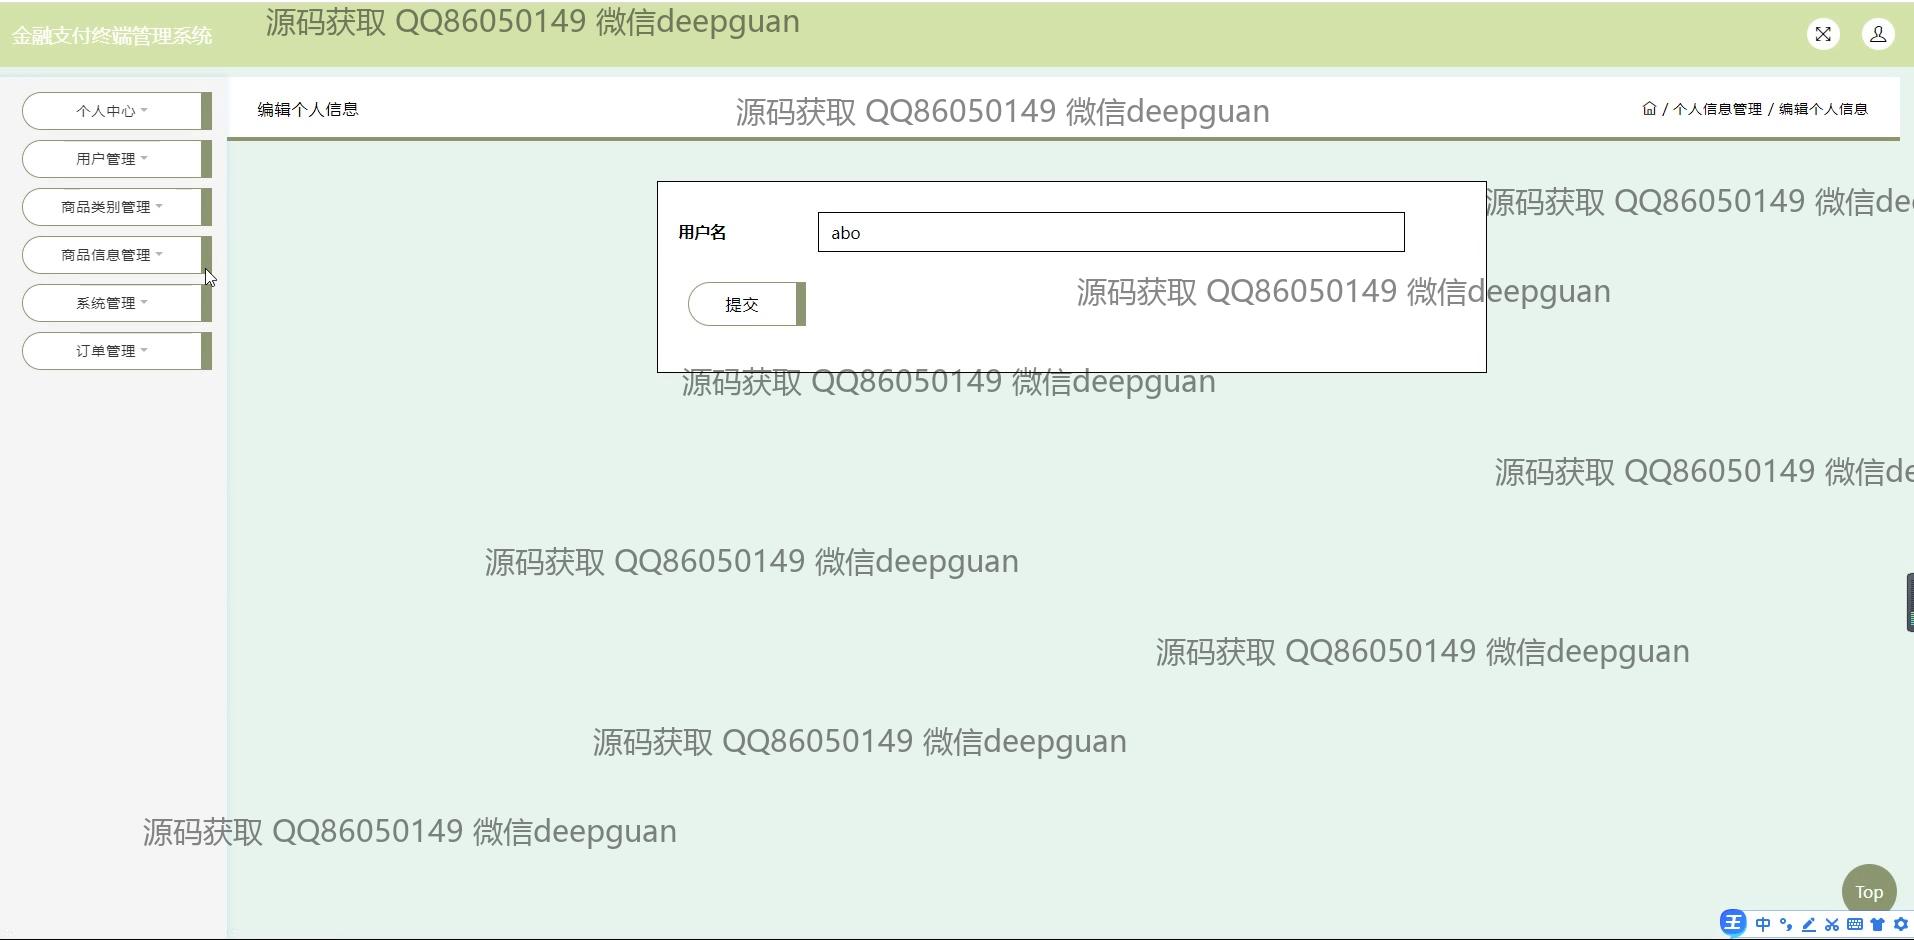 金融支付终端管理系统
源码获取 QQ86050149 微信deepguan
个人中心
用户管理
商品类别管理
商品信息管理
系统管理
订单管理
编辑个人信息
源码获取 QQ86050149 微信deepguan
/ 个人信息管理 / 编辑个人信息
源码获取 QQ86050149 微信de
用户名
abo
源码获取 QQ86050149 微信deepguan
提交
源码获取 QQ86050149 微信deepguan
源码获取 QQ86050149 微信de
源码获取 QQ86050149 微信deepguan
源码获取 QQ86050149 微信deepguan
源码获取 QQ86050149 微信deepguan
源码获取 QQ86050149 微信deepguan
Top
王 中